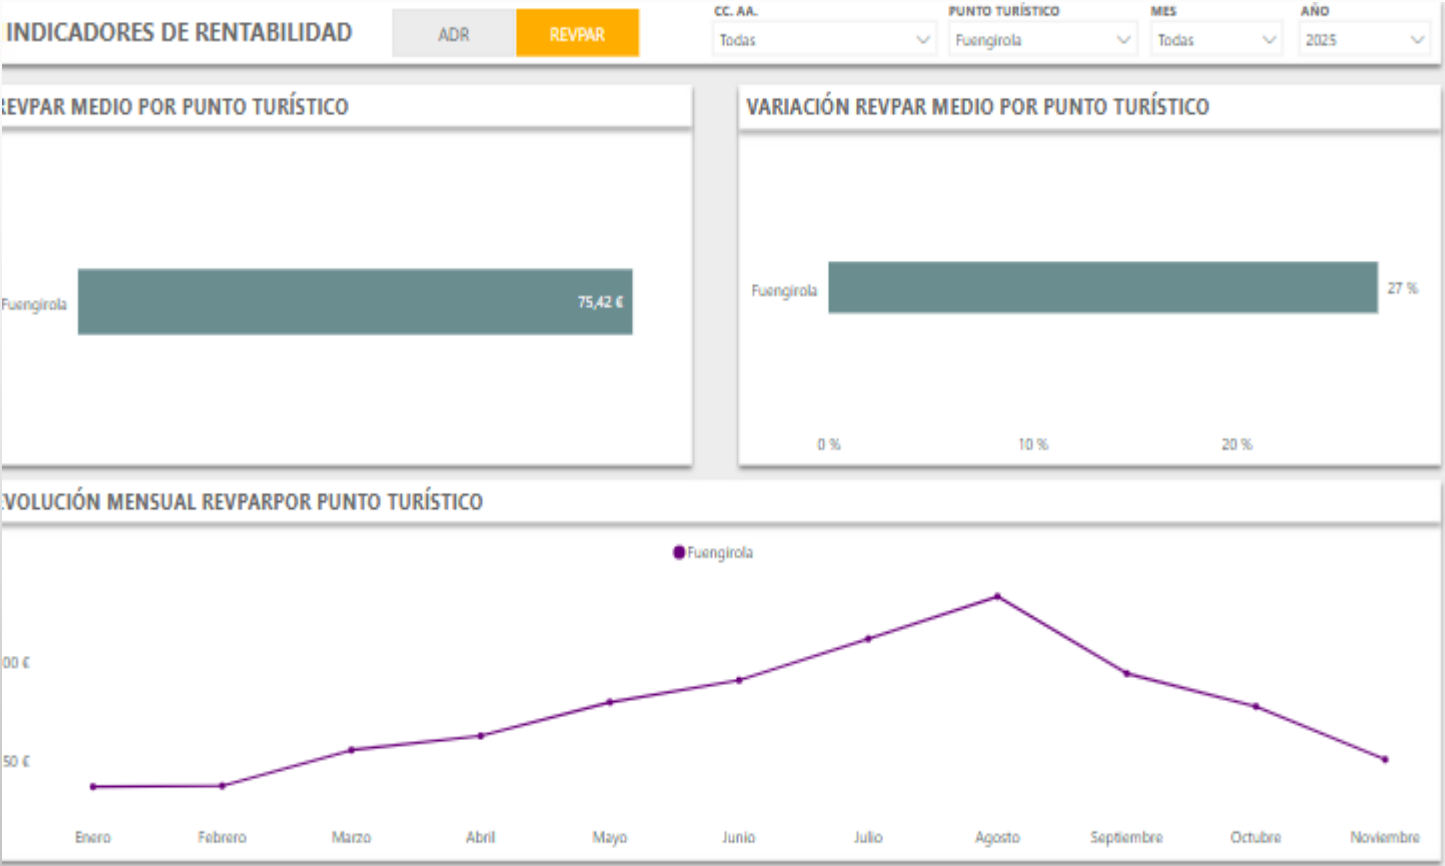 CC. AA. PUNTO TURÍSTICO MES AÑO
INDICADORES DE RENTABILIDAD ADR REVPAR Todas Fuengirola Todas 2025
REVPAR MEDIO POR PUNTO TURÍSTICO
Fuengirola 75,42 €
VARIACIÓN REVPAR MEDIO POR PUNTO TURÍSTICO
Fuengirola 27 %
0 % 10 % 20 %
VOLUCIÓN MENSUAL REVPARPOR PUNTO TURÍSTICO
Fuengirola
00 €
50 €
Enero Febrero Marzo Abril Mayo Junio Julio Agosto Septiembre Octubre Noviembre